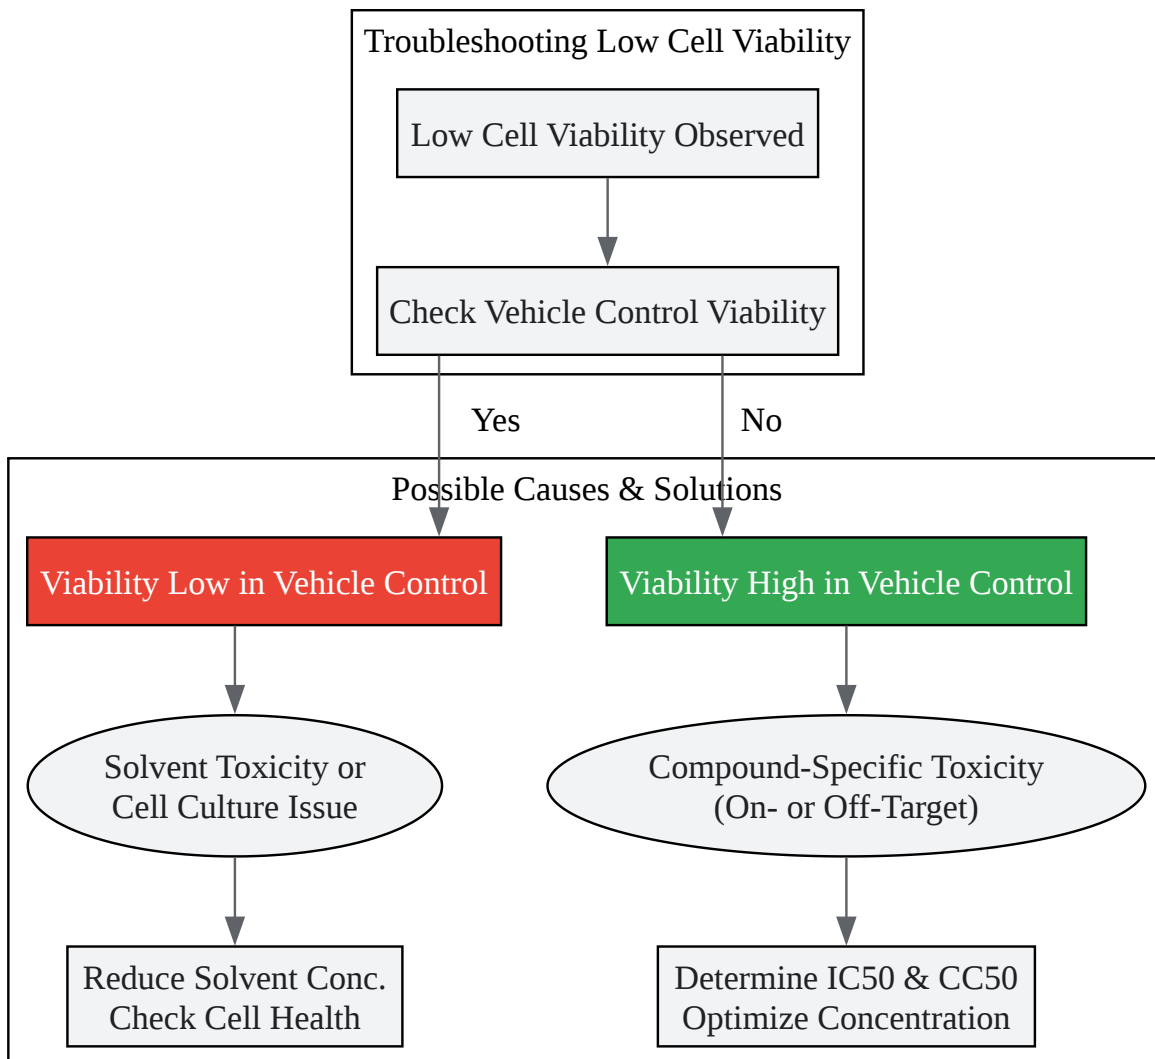 Troubleshooting Low Cell Viability
Low Cell Viability Observed
Check Vehicle Control Viability
Yes
No
Possible Causes & Solutions
Viability Low in Vehicle Control
Viability High in Vehicle Control
Solvent Toxicity or
Cell Culture Issue
Compound-Specific Toxicity
(On- or Off-Target)
Reduce Solvent Conc.
Check Cell Health
Determine IC50 & CC50
Optimize Concentration